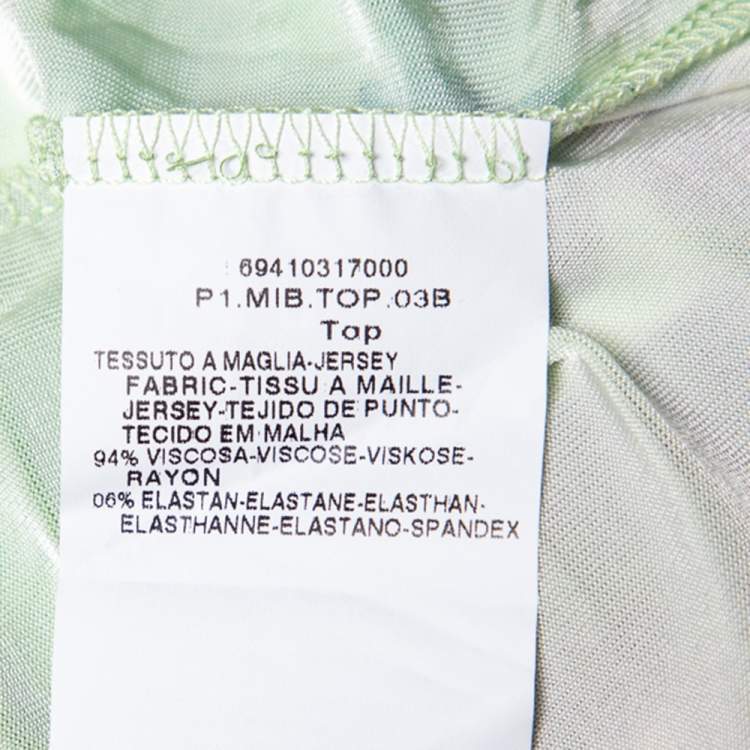 69410317000
P1.MIB.TOP.03B
Top
TESSUTO A MAGLIA-JERSEY
FABRIC-TISSU A MAILLE-
JERSEY-TEJIDO DE PUNTO-
TECIDO EM MALHA
94% VISCOSA-VISCOSE-VISKOSE-
RAYON
06% ELASTAN-ELASTANE-ELASTHAN-
ELASTHANNE-ELASTANO-SPANDEX